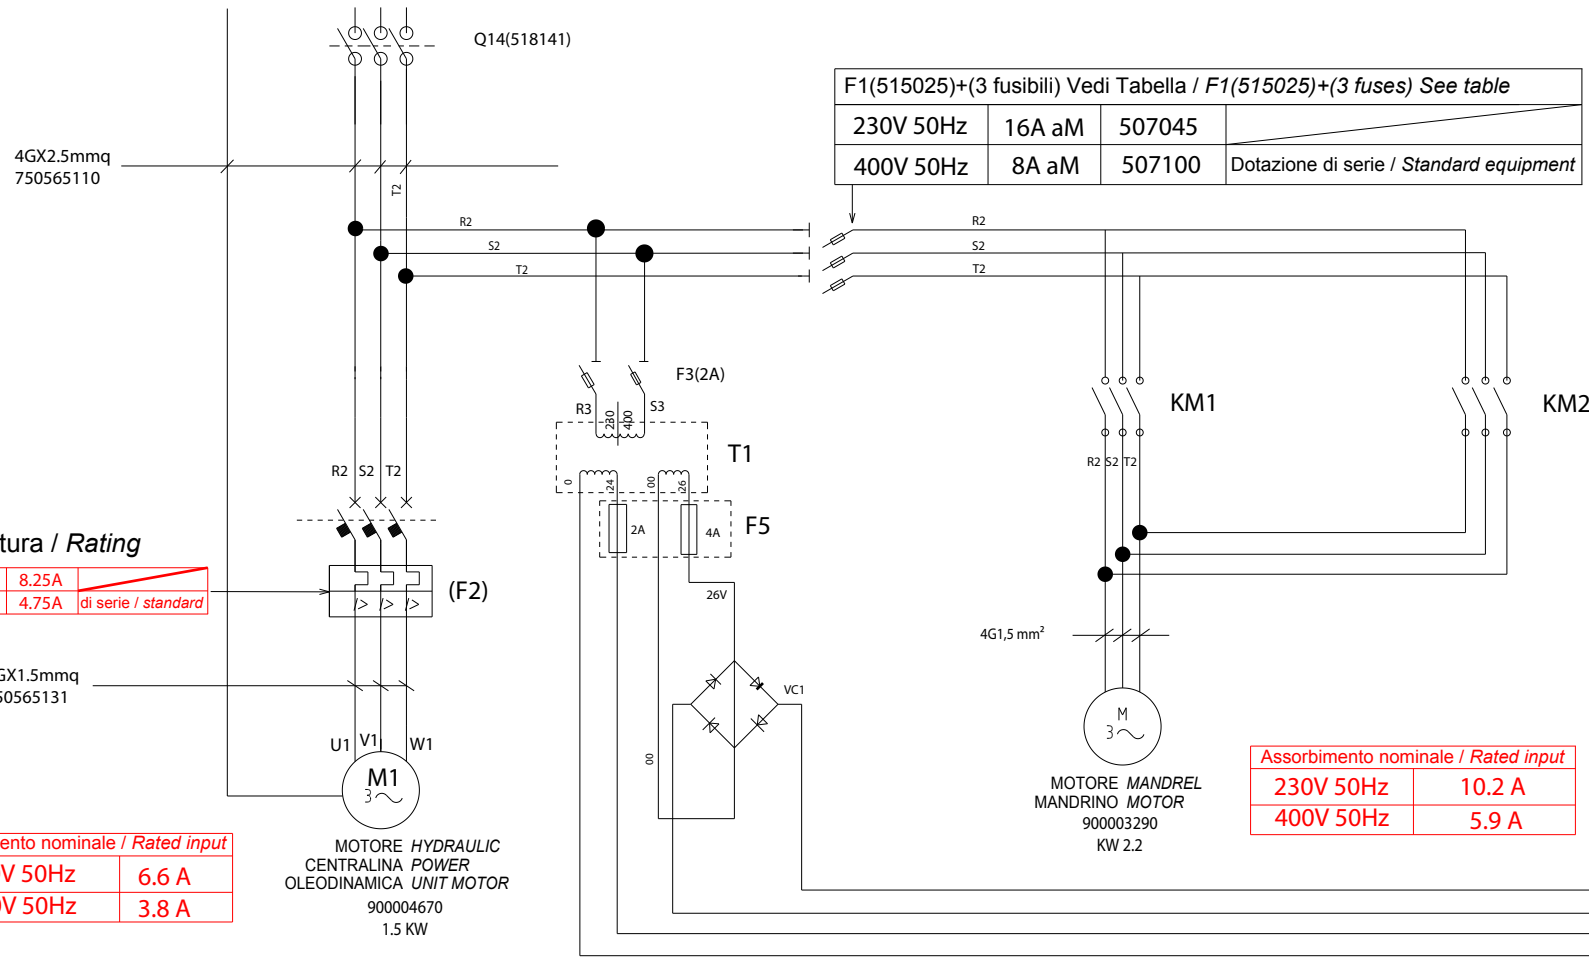 Q14(518141)
F1(515025)+(3 fusibili) Vedi Tabella / F1(515025)+(3 fuses) See table
230V 50Hz 16A aM 507045
400V 50Hz 8A aM 507100 Dotazione di serie / Standard equipment
4GX2.5mmq
750565110
T2
R2
S2
T2
R2
S2
T2
F3(2A)
R3 S3
230 400
T1
0 24 00 26
2A 4A F5
KM1
KM2
R2 S2 T2
R2 S2 T2
tura / Rating
8.25A
4.75A di serie / standard
(F2)
26V
VC1
00
GX1.5mmq
50565131
U1 V1 W1
M1
3
MOTORE HYDRAULIC
CENTRALINA POWER
OLEODINAMICA UNIT MOTOR
900004670
1.5 KW
ento nominale / Rated input
V 50Hz 6.6 A
0V 50Hz 3.8 A
4G1,5 mm²
M
3
MOTORE MANDREL
MANDRINO MOTOR
900003290
KW 2.2
Assorbimento nominale / Rated input
230V 50Hz 10.2 A
400V 50Hz 5.9 A